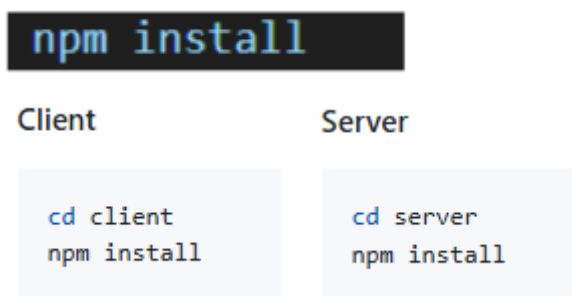 npm install
Client
cd client
npm install
Server
cd server
npm install